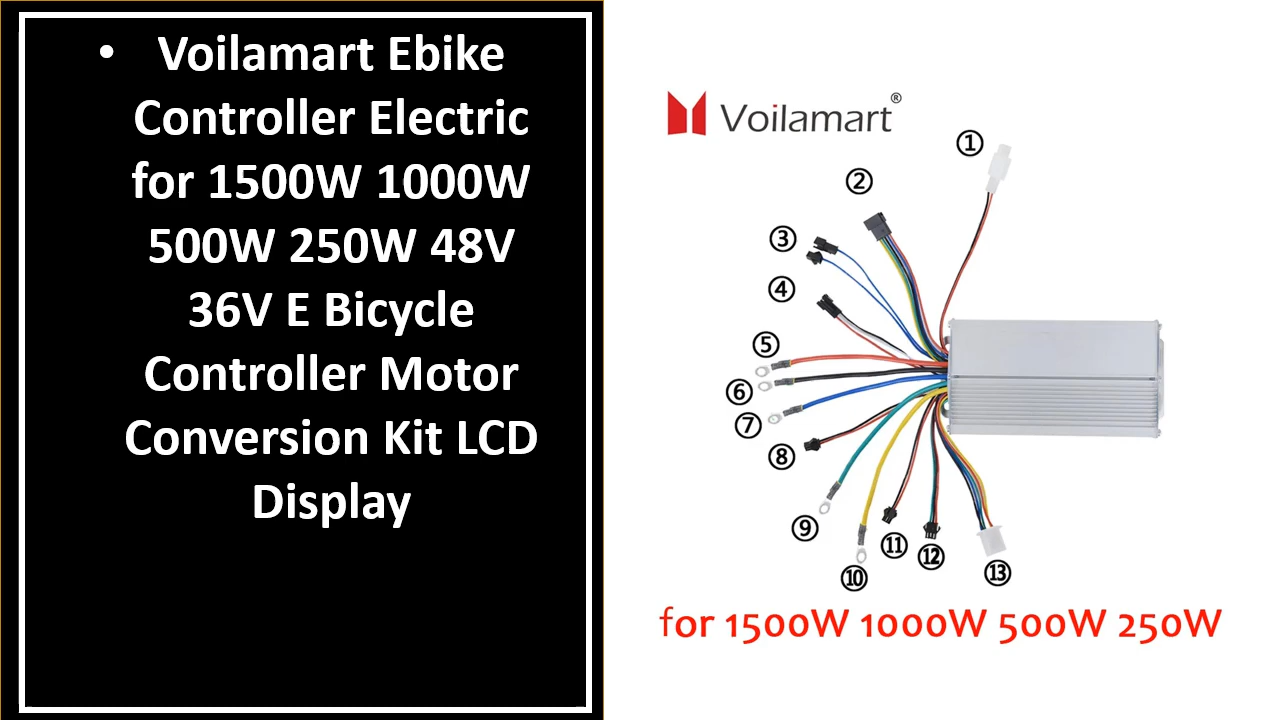 • Voilamart Ebike
Controller Electric
for 1500W 1000W
500W 250W 48V
36V E Bicycle
Controller Motor
Conversion Kit LCD
Display
Voilamart®
①
②
③
④
⑤
⑥
⑦
⑧
⑨
⑩
⑪
⑫
⑬
for 1500W 1000W 500W 250W